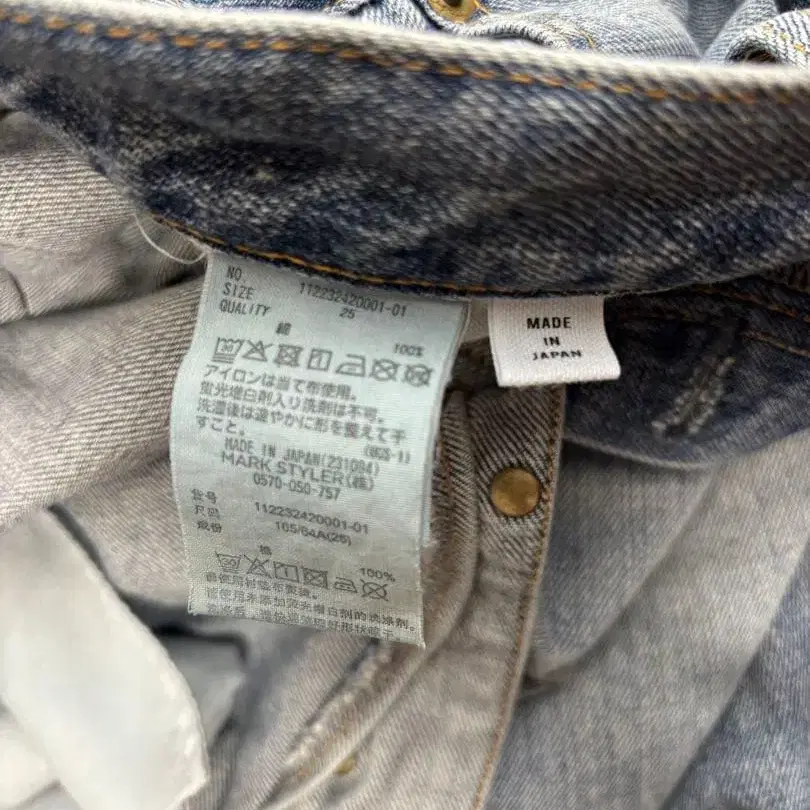 NO 112232420001-01
SIZE 25
QUALITY
綿 100%
アイロンは当て布使用。
蛍光増白剤入り洗剤は不可。
洗濯後は速やかに形を整えて干
すこと。
MADE IN JAPAN(231094)
MARK STYLER(株)
0570-050-757
货号 112232420001-01
尺码 165/64A(25)
成份
棉 100%
MADE
IN
JAPAN